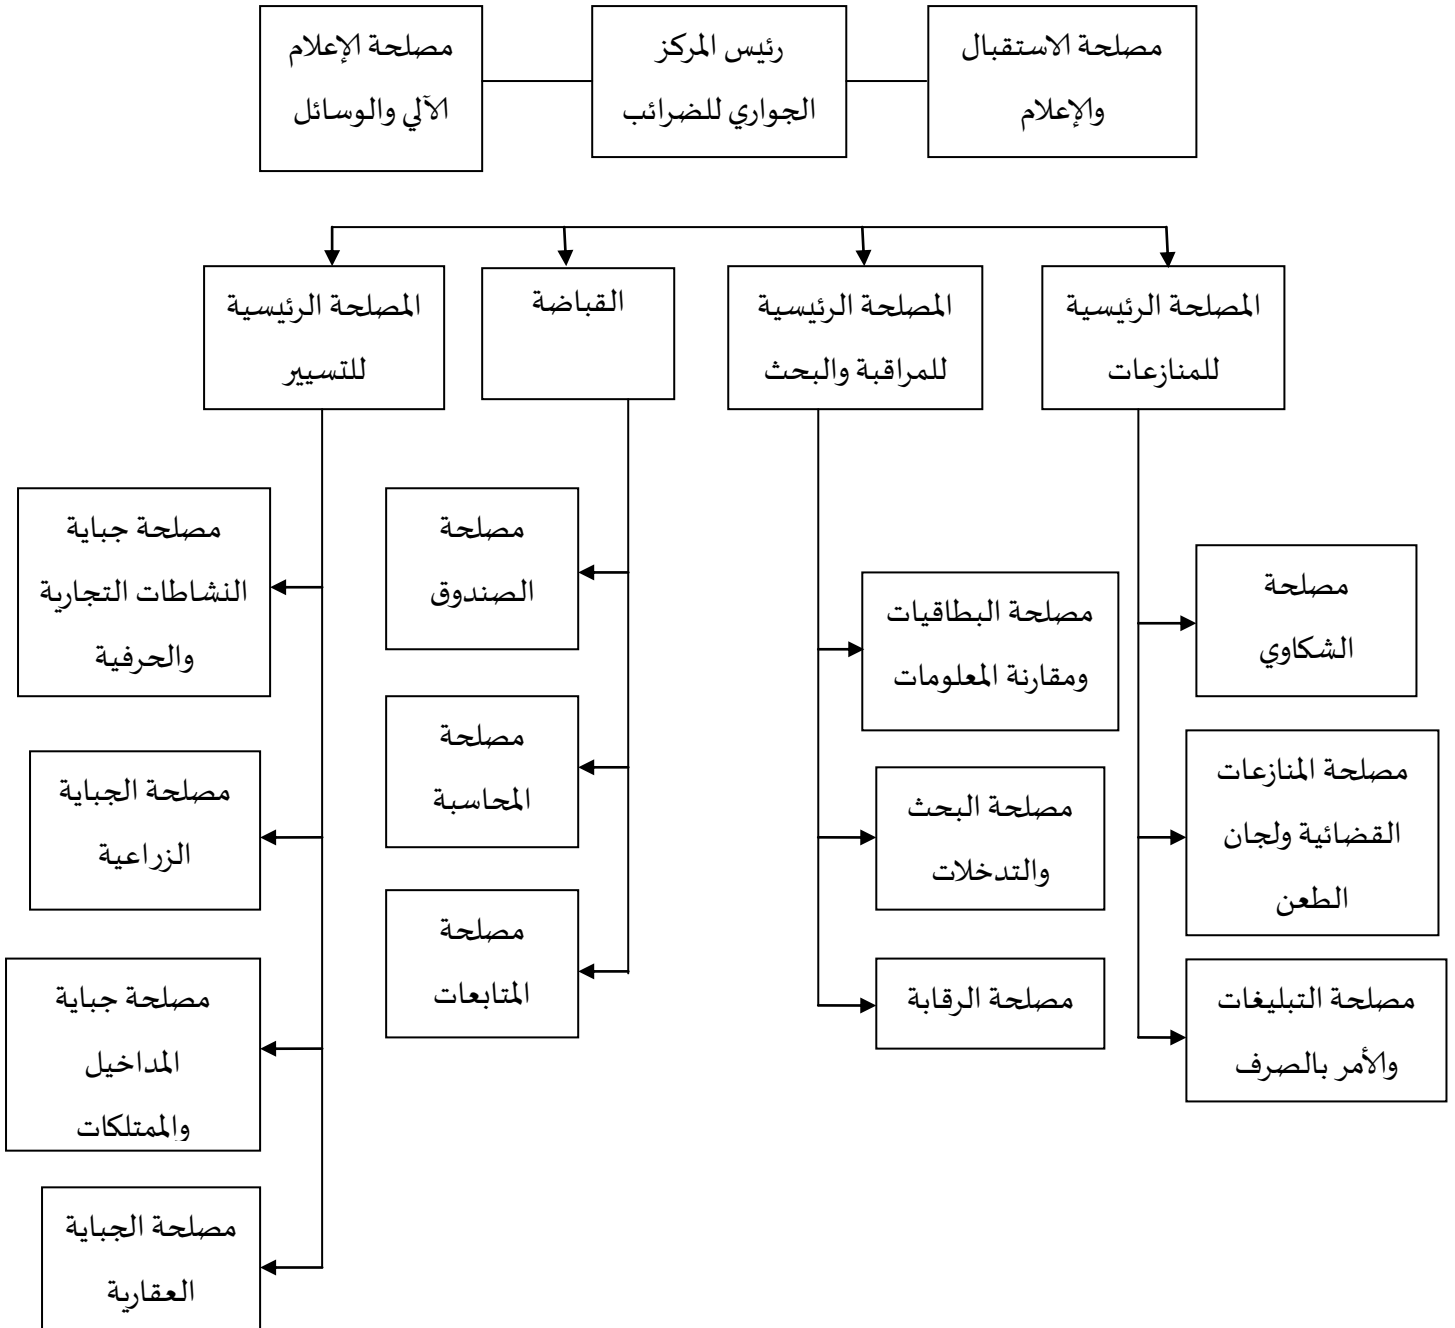 مصلحة الاستقبال
والإعلام
رئيس المركز
الجواري للضرائب
مصلحة الإعلام
الآلي والوسائل
المصلحة الرئيسية
للمنازعات
المصلحة الرئيسية
للمراقبة والبحث
القباضة
المصلحة الرئيسية
للتسيير
مصلحة
الشكاوي
مصلحة المنازعات
القضائية ولجان
الطعن
مصلحة التبليغات
والأمر بالصرف
مصلحة البطاقيات
ومقارنة المعلومات
مصلحة البحث
والتدخلات
مصلحة الرقابة
مصلحة
الصندوق
مصلحة
المحاسبة
مصلحة
المتابعات
مصلحة جباية
النشاطات التجارية
والحرفية
مصلحة الجباية
الزراعية
مصلحة جباية
المداخيل
والممتلكات
مصلحة الجباية
العقارية